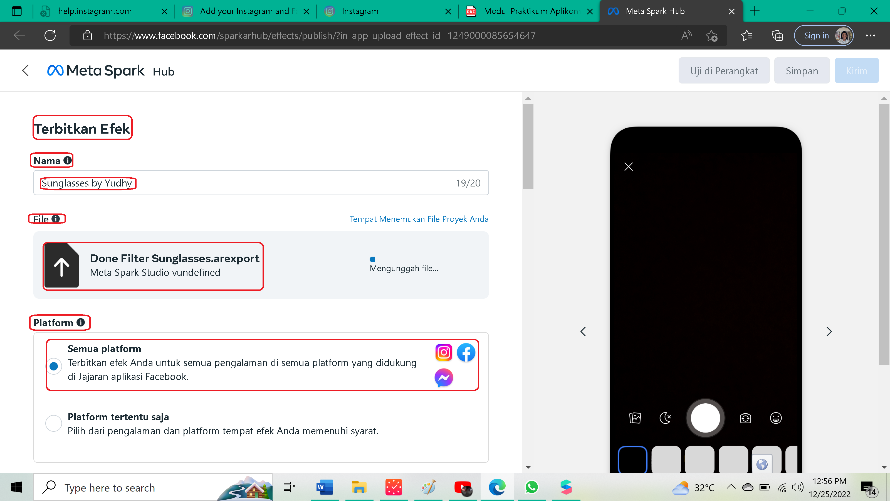 help.instagram.com
Add your Instagram and F
Instagram
Modul Praktikum Aplikon
Meta Spark Hub
https://www.facebook.com/sparkarhub/effects/publish/?in_app_upload_effect_id=1249000085654647
Sign in
Meta Spark Hub
Uji di Perangkat
Simpan
Kirim
Terbitkan Efek
Nama
Sunglasses by Yudhy
19/20
File
Tempat Menemukan File Proyek Anda
Done Filter Sunglasses.arexport
Meta Spark Studio vundefined
Mengunggah file...
Platform
Semua platform
Terbitkan efek Anda untuk semua pengalaman di semua platform yang didukung
di Jajaran aplikasi Facebook.
Platform tertentu saja
Pilih dari pengalaman dan platform tempat efek Anda memenuhi syarat.
Type here to search
32°C
12:56 PM
12/25/2022
14